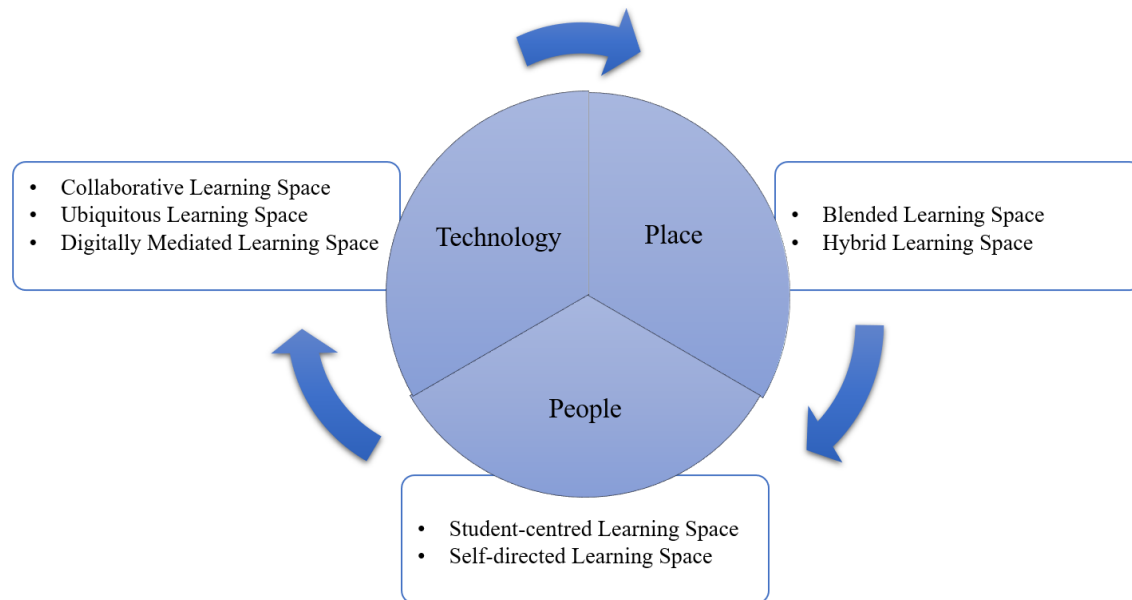 • Collaborative Learning Space
• Ubiquitous Learning Space
• Digitally Mediated Learning Space
Technology
Place
• Blended Learning Space
• Hybrid Learning Space
People
• Student-centred Learning Space
• Self-directed Learning Space